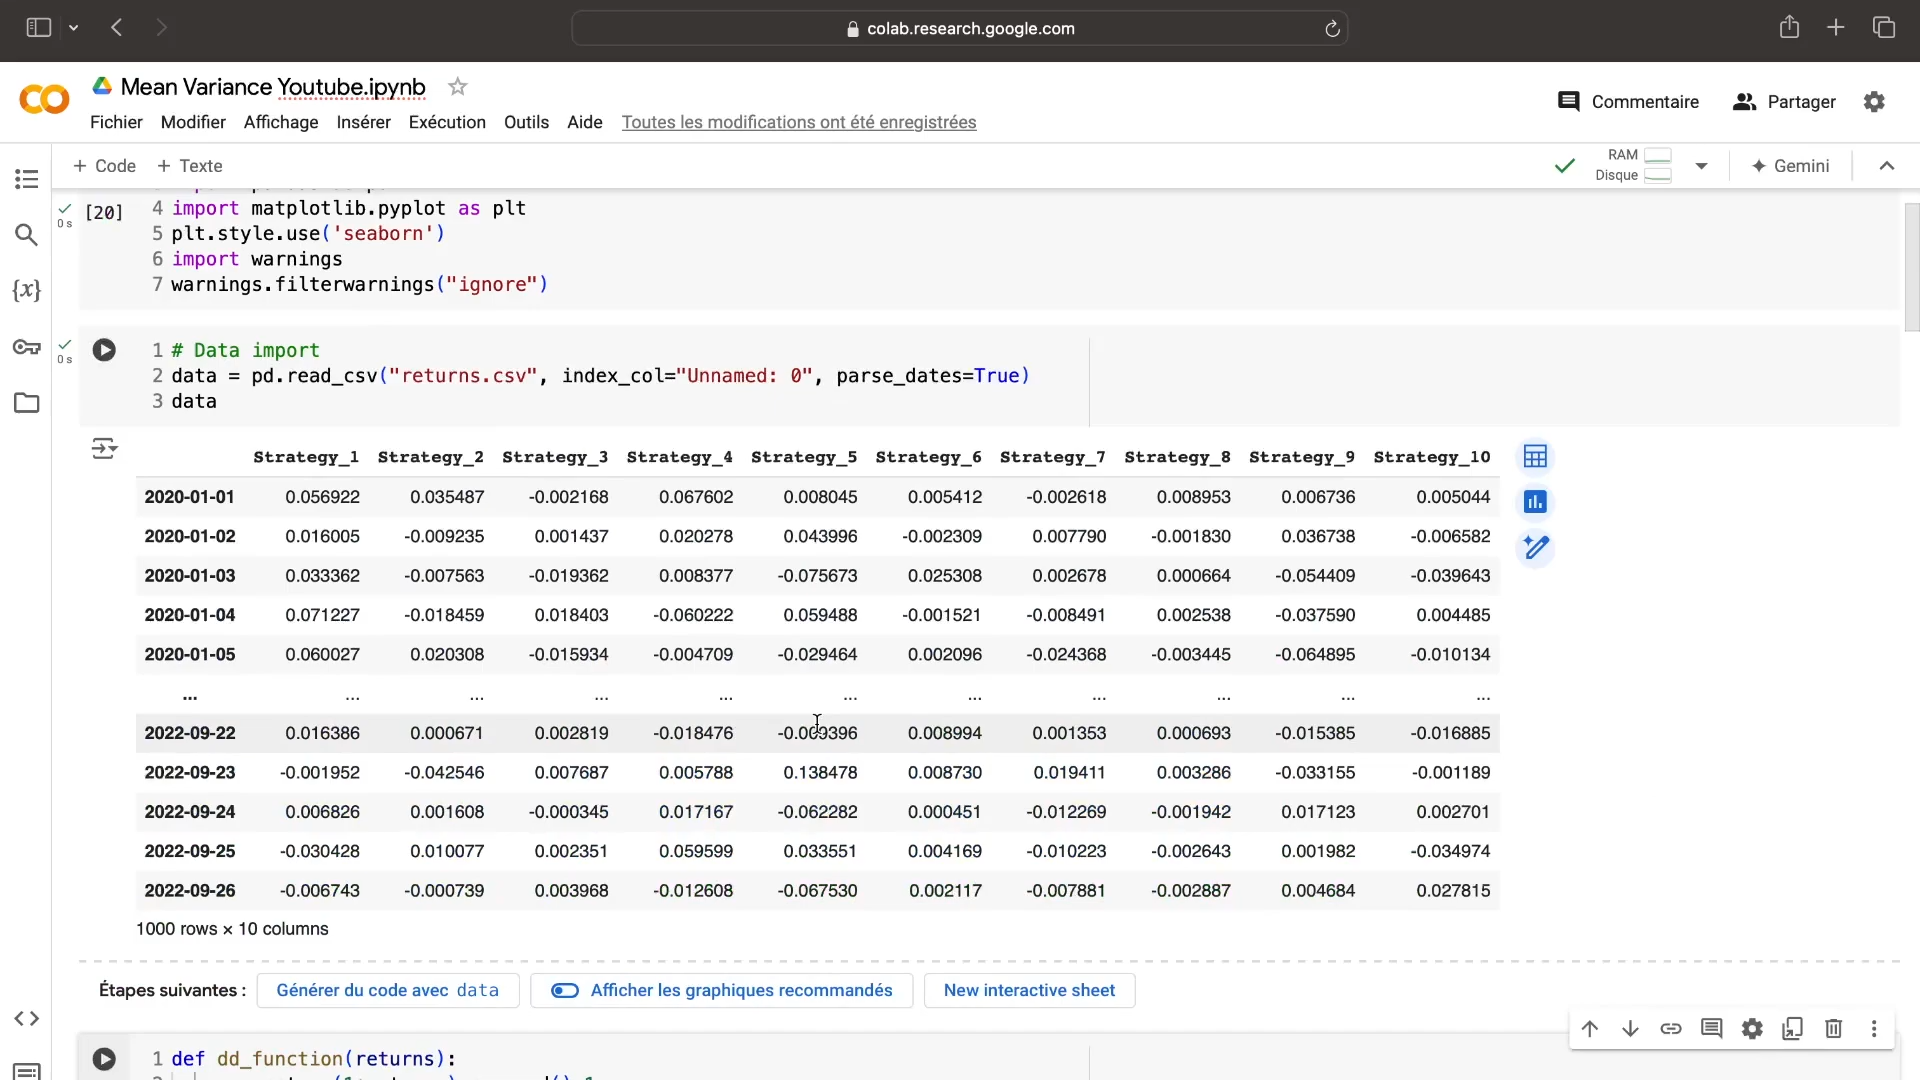 colab.research.google.com
Mean Variance Youtube.ipynb
Commentaire
Partager
Fichier Modifier Affichage Insérer Exécution Outils Aide Toutes les modifications ont été enregistrées
+ Code + Texte
RAM
Disque
Gemini
[20]
0 s
4 import matplotlib.pyplot as plt
5 plt.style.use('seaborn')
6 import warnings
7 warnings.filterwarnings("ignore")
0 s
1 # Data import
2 data = pd.read_csv("returns.csv", index_col="Unnamed: 0", parse_dates=True)
3 data
Strategy_1 Strategy_2 Strategy_3 Strategy_4 Strategy_5 Strategy_6 Strategy_7 Strategy_8 Strategy_9 Strategy_10
2020-01-01 0.056922 0.035487 -0.002168 0.067602 0.008045 0.005412 -0.002618 0.008953 0.006736 0.005044
2020-01-02 0.016005 -0.009235 0.001437 0.020278 0.043996 -0.002309 0.007790 -0.001830 0.036738 -0.006582
2020-01-03 0.033362 -0.007563 -0.019362 0.008377 -0.075673 0.025308 0.002678 0.000664 -0.054409 -0.039643
2020-01-04 0.071227 -0.018459 0.018403 -0.060222 0.059488 -0.001521 -0.008491 0.002538 -0.037590 0.004485
2020-01-05 0.060027 0.020308 -0.015934 -0.004709 -0.029464 0.002096 -0.024368 -0.003445 -0.064895 -0.010134
... ... ... ... ... ... ... ... ... ... ...
2022-09-22 0.016386 0.000671 0.002819 -0.018476 0.008994 0.001353 0.000693 -0.015385 -0.016885
2022-09-23 -0.001952 -0.042546 0.007687 0.005788 0.138478 0.008730 0.019411 0.003286 -0.033155 -0.001189
2022-09-24 0.006826 0.001608 -0.000345 0.017167 -0.062282 0.000451 -0.012269 -0.001942 0.017123 0.002701
2022-09-25 -0.030428 0.010077 0.002351 0.059599 0.033551 0.004169 -0.010223 -0.002643 0.001982 -0.034974
2022-09-26 -0.006743 -0.000739 0.003968 -0.012608 -0.067530 0.002117 -0.007881 -0.002887 0.004684 0.027815
1000 rows × 10 columns
Étapes suivantes : Générer du code avec data Afficher les graphiques recommandés New interactive sheet
1 def dd_function(returns):